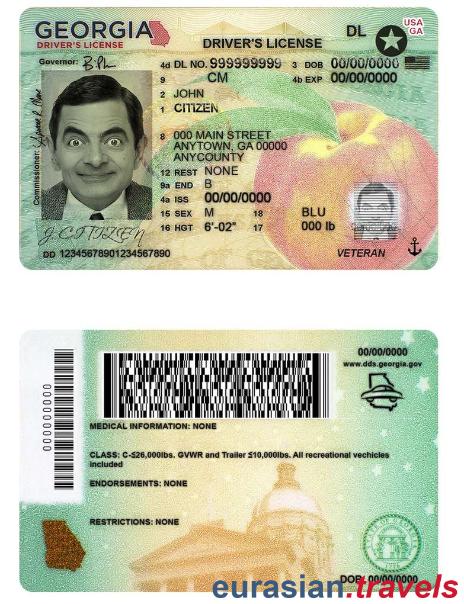 GEORGIA
DRIVER'S LICENSE
DRIVER'S LICENSE
DL
USA
GA
Governor:
4d DL NO. 999999999 3 DOB 00/00/0000
9 CM 4b EXP 00/00/0000
2 JOHN
1 CITIZEN
8 000 MAIN STREET
ANYTOWN, GA 00000
ANYCOUNTY
12 REST NONE
9a END B
4a ISS 00/00/0000
15 SEX M 18 BLU
16 HGT 6'-02" 17 000 lb
Commissioner:
J.CITIZEN
DD 12345678901234567890
VETERAN
000000000
00/00/0000
www.dds.georgia.gov
MEDICAL INFORMATION: NONE
CLASS: C-≤26,000lbs. GVWR and Trailer ≤10,000lbs. All recreational vechicles
included
ENDORSEMENTS: NONE
RESTRICTIONS: NONE
DOB: 00/00/0000
eurasian.travels